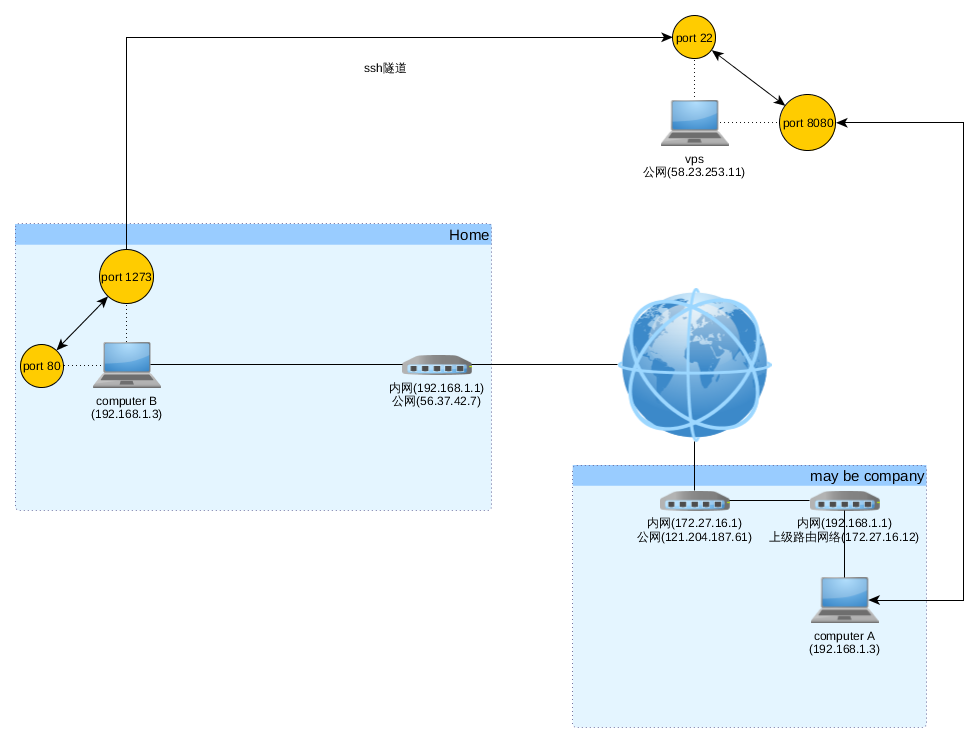 port 22
ssh隧道
port 8080
vps
公网(58.23.253.11)
Home
port 1273
port 80
computer B
(192.168.1.3)
内网(192.168.1.1)
公网(56.37.42.7)
may be company
内网(172.27.16.1)
公网(121.204.187.61)
内网(192.168.1.1)
上级路由网络(172.27.16.12)
computer A
(192.168.1.3)